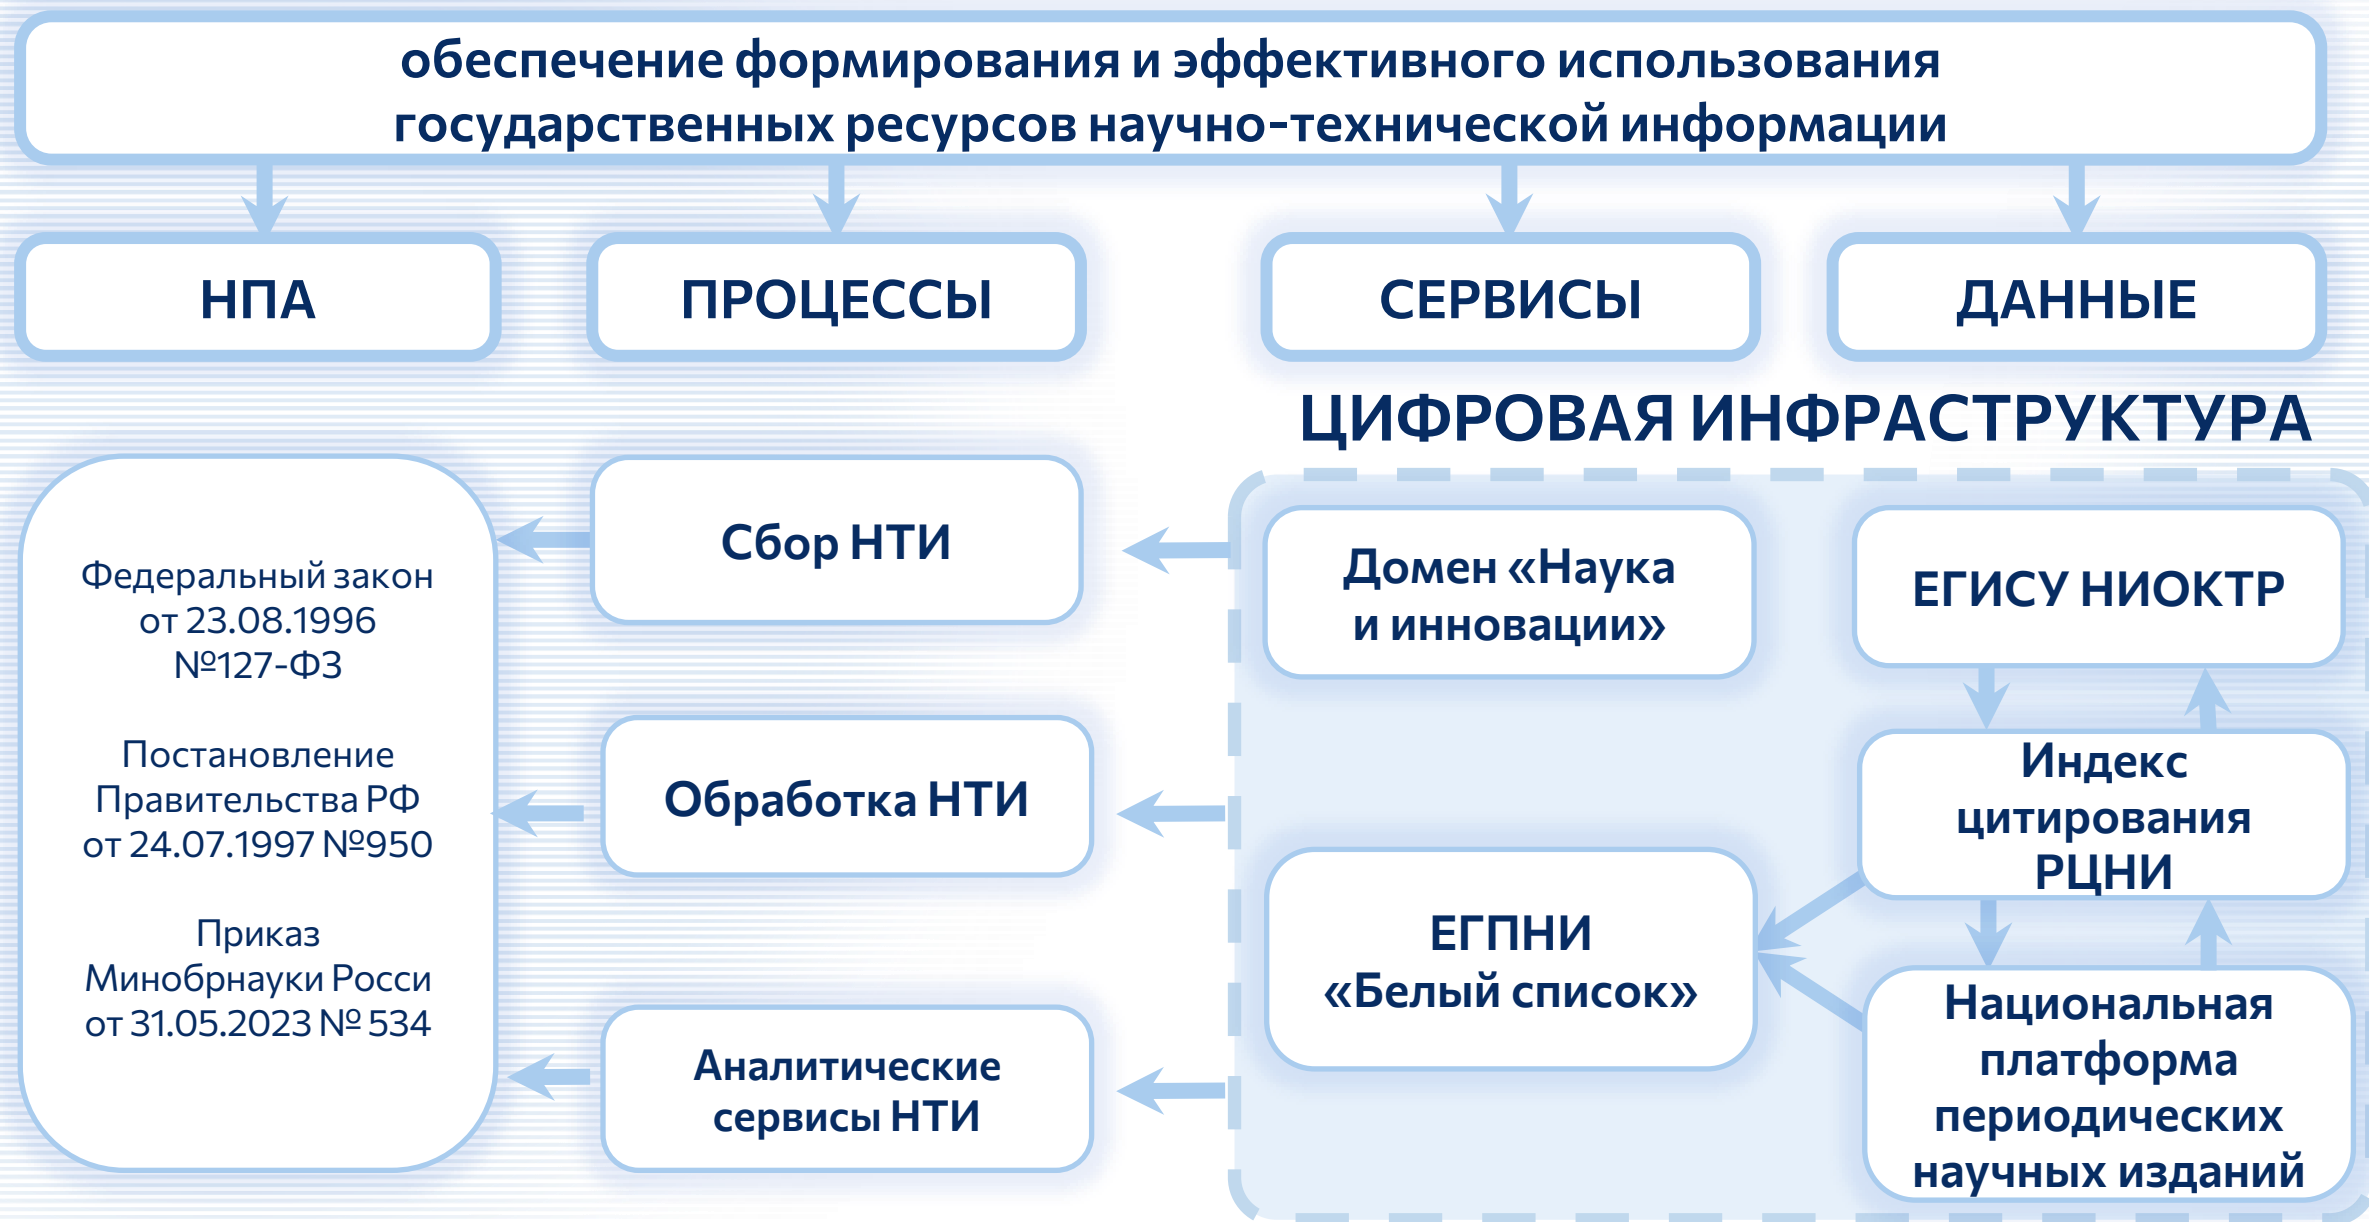 обеспечение формирования и эффективного использования
государственных ресурсов научно-технической информации
НПА
ПРОЦЕССЫ
СЕРВИСЫ
ДАННЫЕ
ЦИФРОВАЯ ИНФРАСТРУКТУРА
Федеральный закон
от 23.08.1996
№127-ФЗ
Постановление
Правительства РФ
от 24.07.1997 №950
Приказ
Минобрнауки Росси
от 31.05.2023 № 534
Сбор НТИ
Обработка НТИ
Аналитические
сервисы НТИ
Домен «Наука
и инновации»
ЕГПНИ
«Белый список»
ЕГИСУ НИОКТР
Индекс
цитирования
РЦНИ
Национальная
платформа
периодических
научных изданий